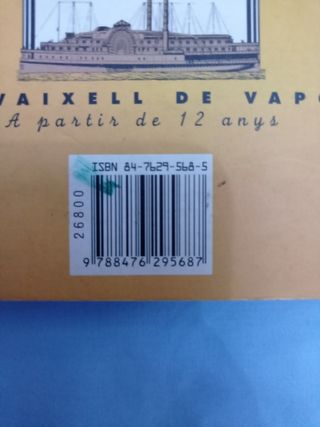 VAIXELL DE VAPO
A partir de 12 anys
ISBN 84-7629-568-5
26800
9 788476 295687